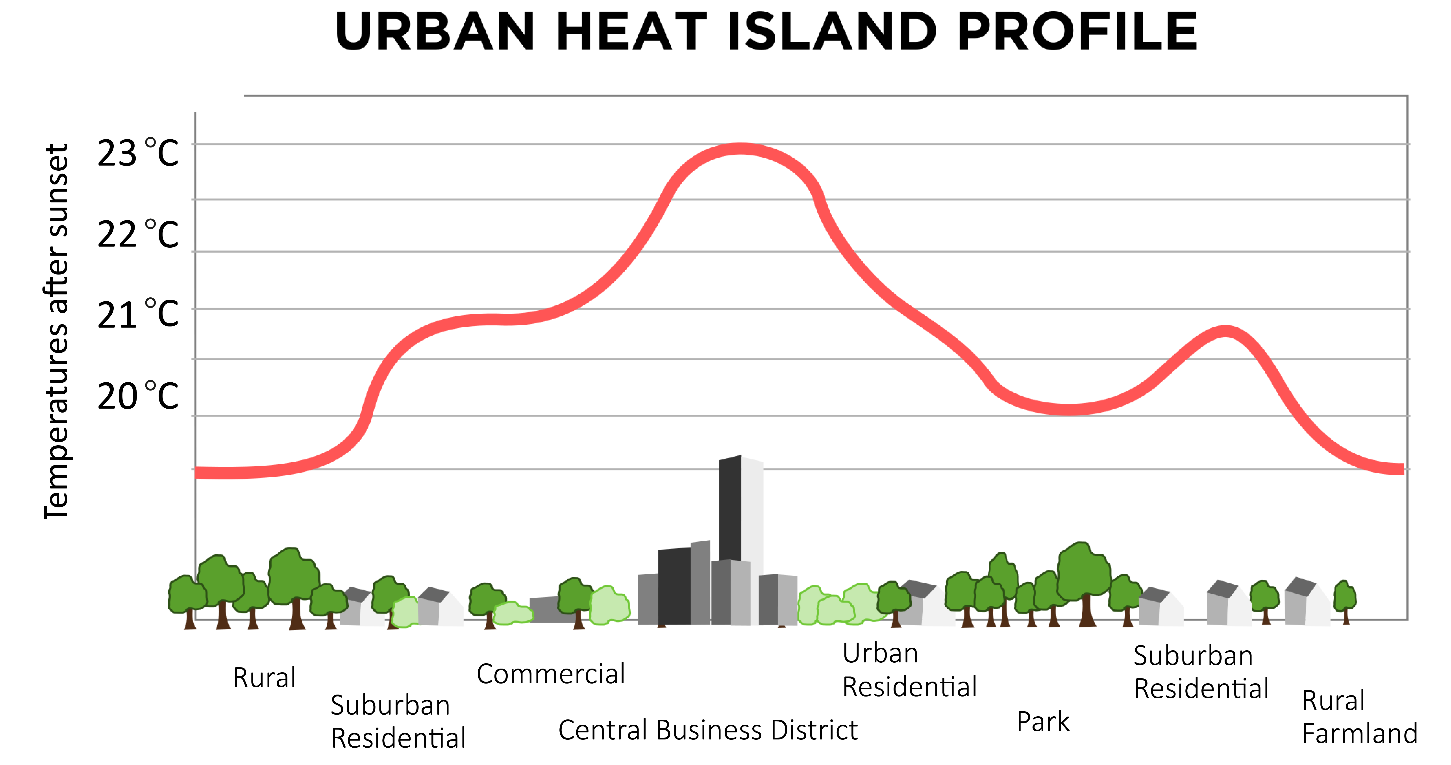 URBAN HEAT ISLAND PROFILE
Temperatures after sunset
23 °C
22 °C
21 °C
20 °C
Rural
Suburban
Residential
Commercial
Central Business District
Urban
Residential
Park
Suburban
Residential
Rural
Farmland